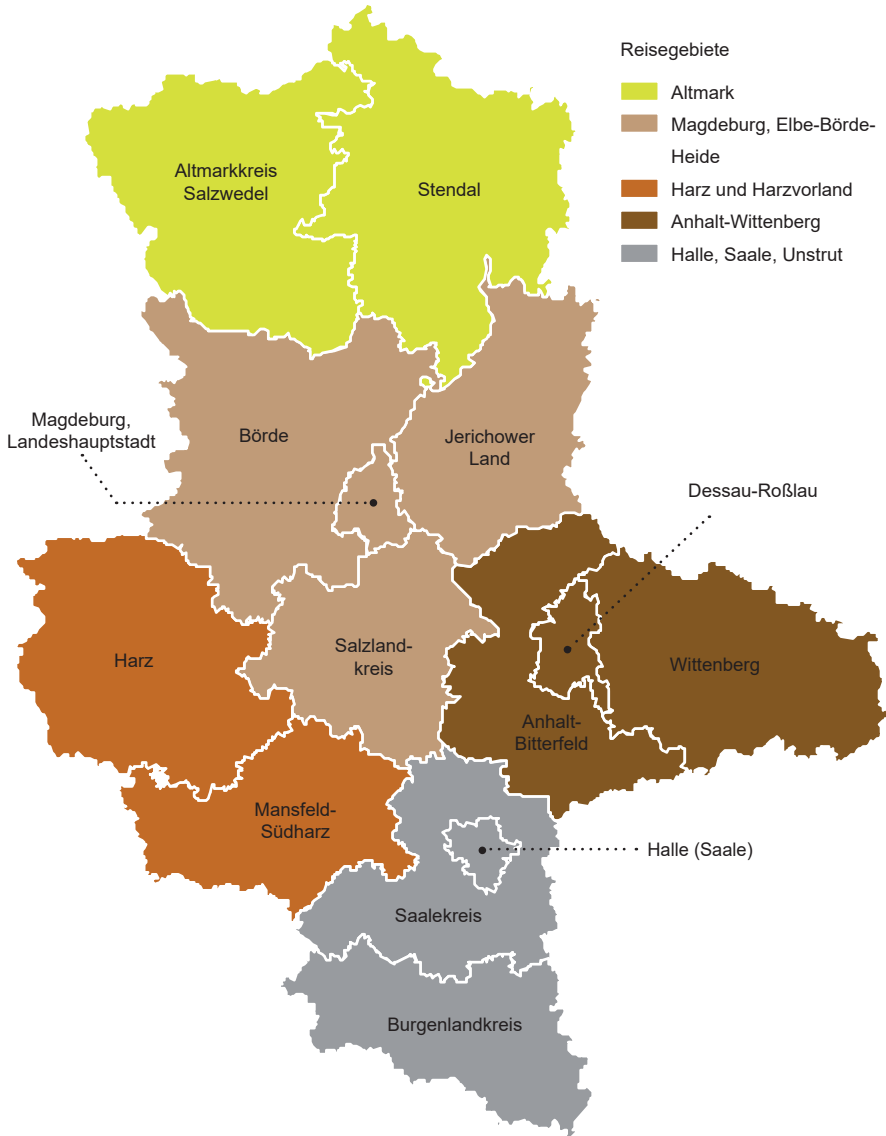 Reisegebiete
Altmark
Magdeburg, Elbe-Börde-
Heide
Harz und Harzvorland
Anhalt-Wittenberg
Halle, Saale, Unstrut
Altmarkkreis
Salzwedel
Stendal
Magdeburg,
Landeshauptstadt
Börde
Jerichower
Land
Dessau-Roßlau
Harz
Salzland-
kreis
Wittenberg
Anhalt-
Bitterfeld
Mansfeld-
Südharz
Halle (Saale)
Saalekreis
Burgenlandkreis